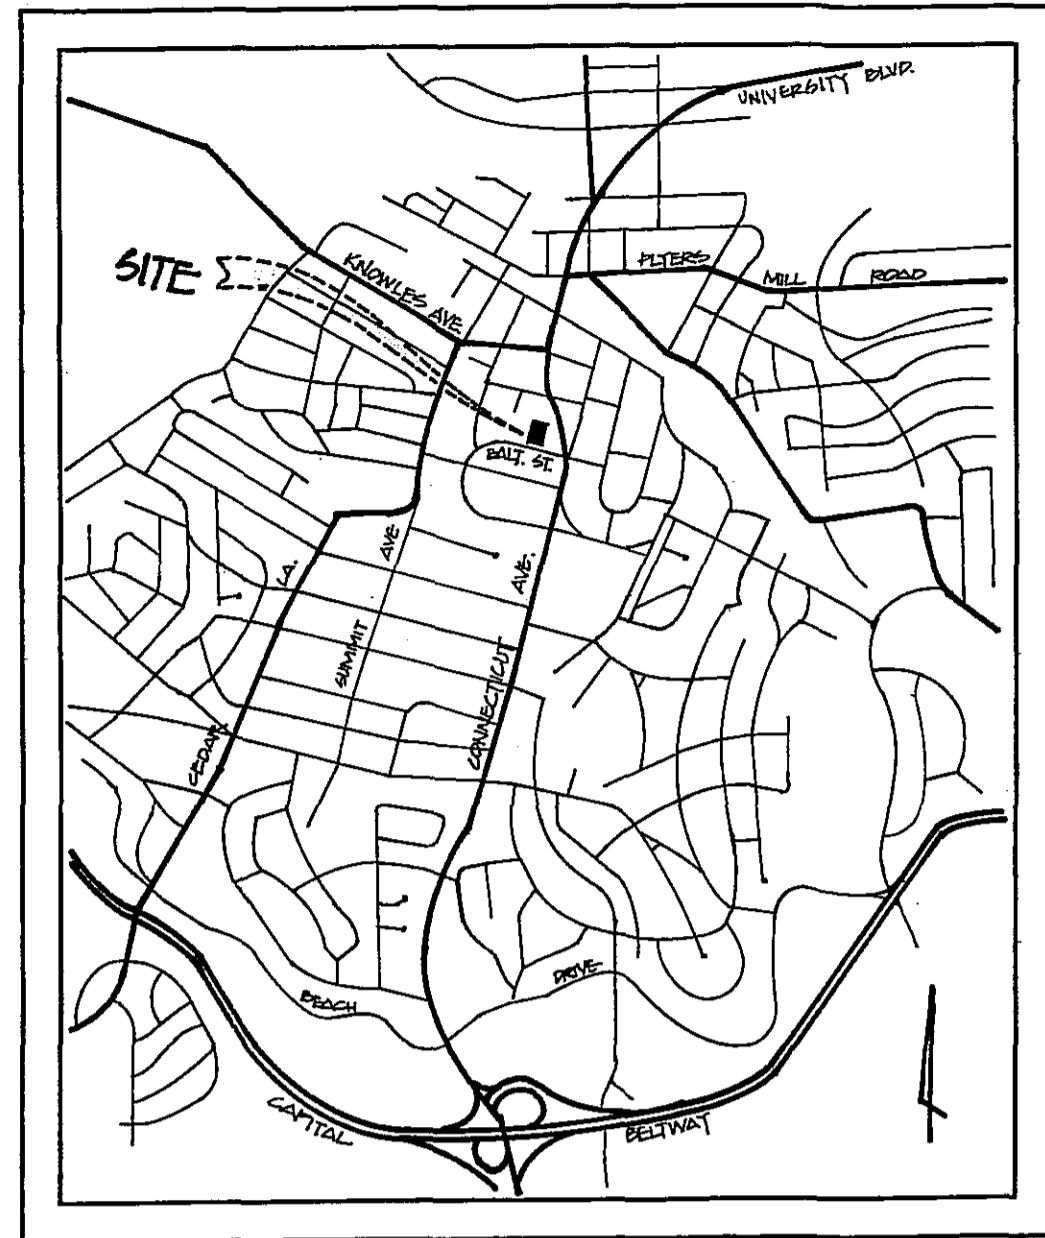 UNIVERSITY BLVD.
SITE
KNOWLES AVE.
PLYERS MILL ROAD
BALT. ST.
CEDAR LA.
SUMMIT AVE
CONNECTICUT AVE.
BEACH DRIVE
CAPITAL BELTWAY